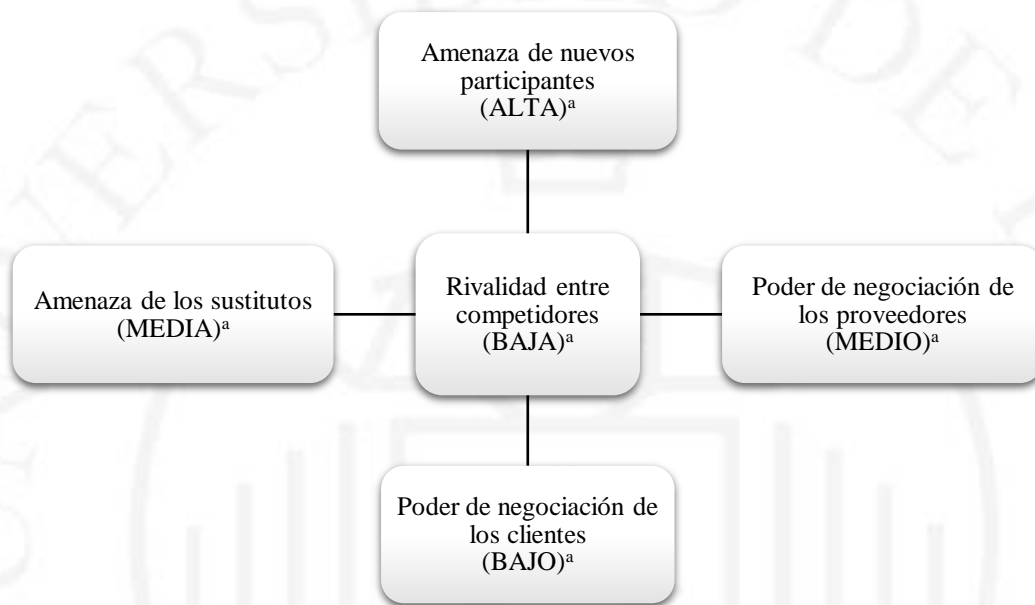 Amenaza de nuevos
participantes
(ALTA)ª
Amenaza de los sustitutos
(MEDIA)ª
Rivalidad entre
competidores
(BAJA)ª
Poder de negociación de
los proveedores
(MEDIO)ª
Poder de negociación de
los clientes
(BAJO)ª